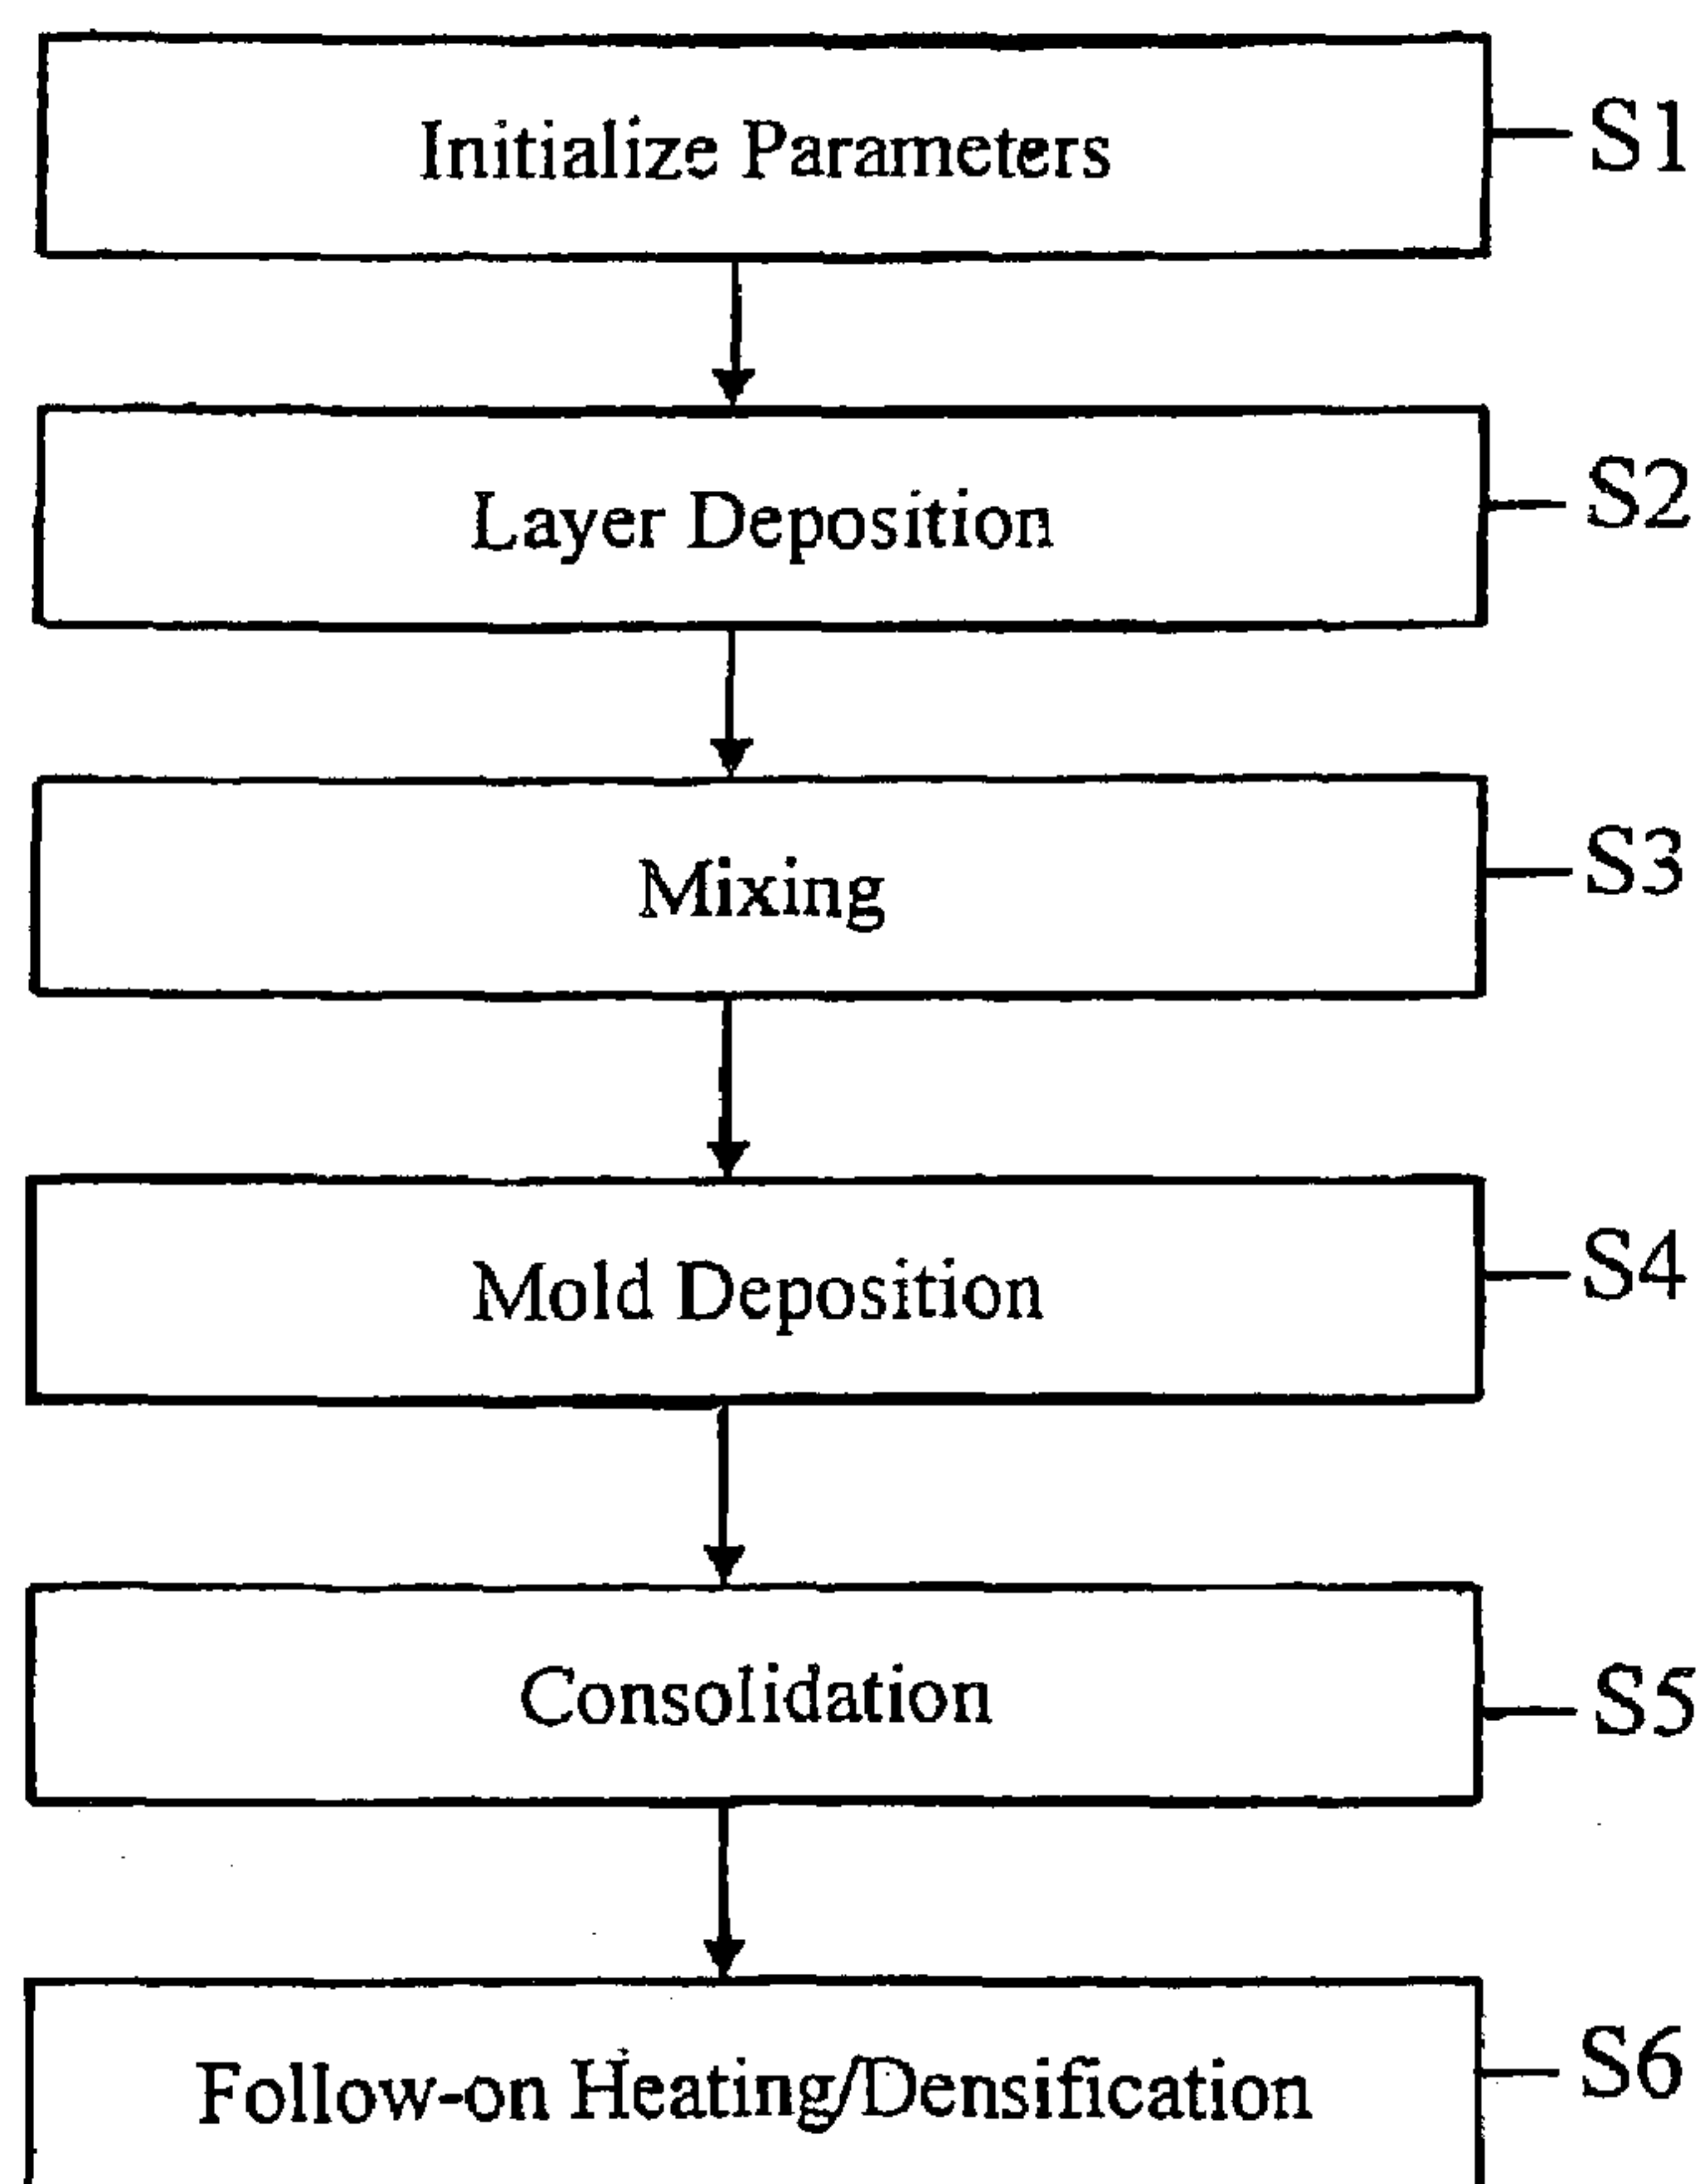 Initialize Parameters S1
Layer Deposition S2
Mixing S3
Mold Deposition S4
Consolidation S5
Follow-on Heating/Densification S6